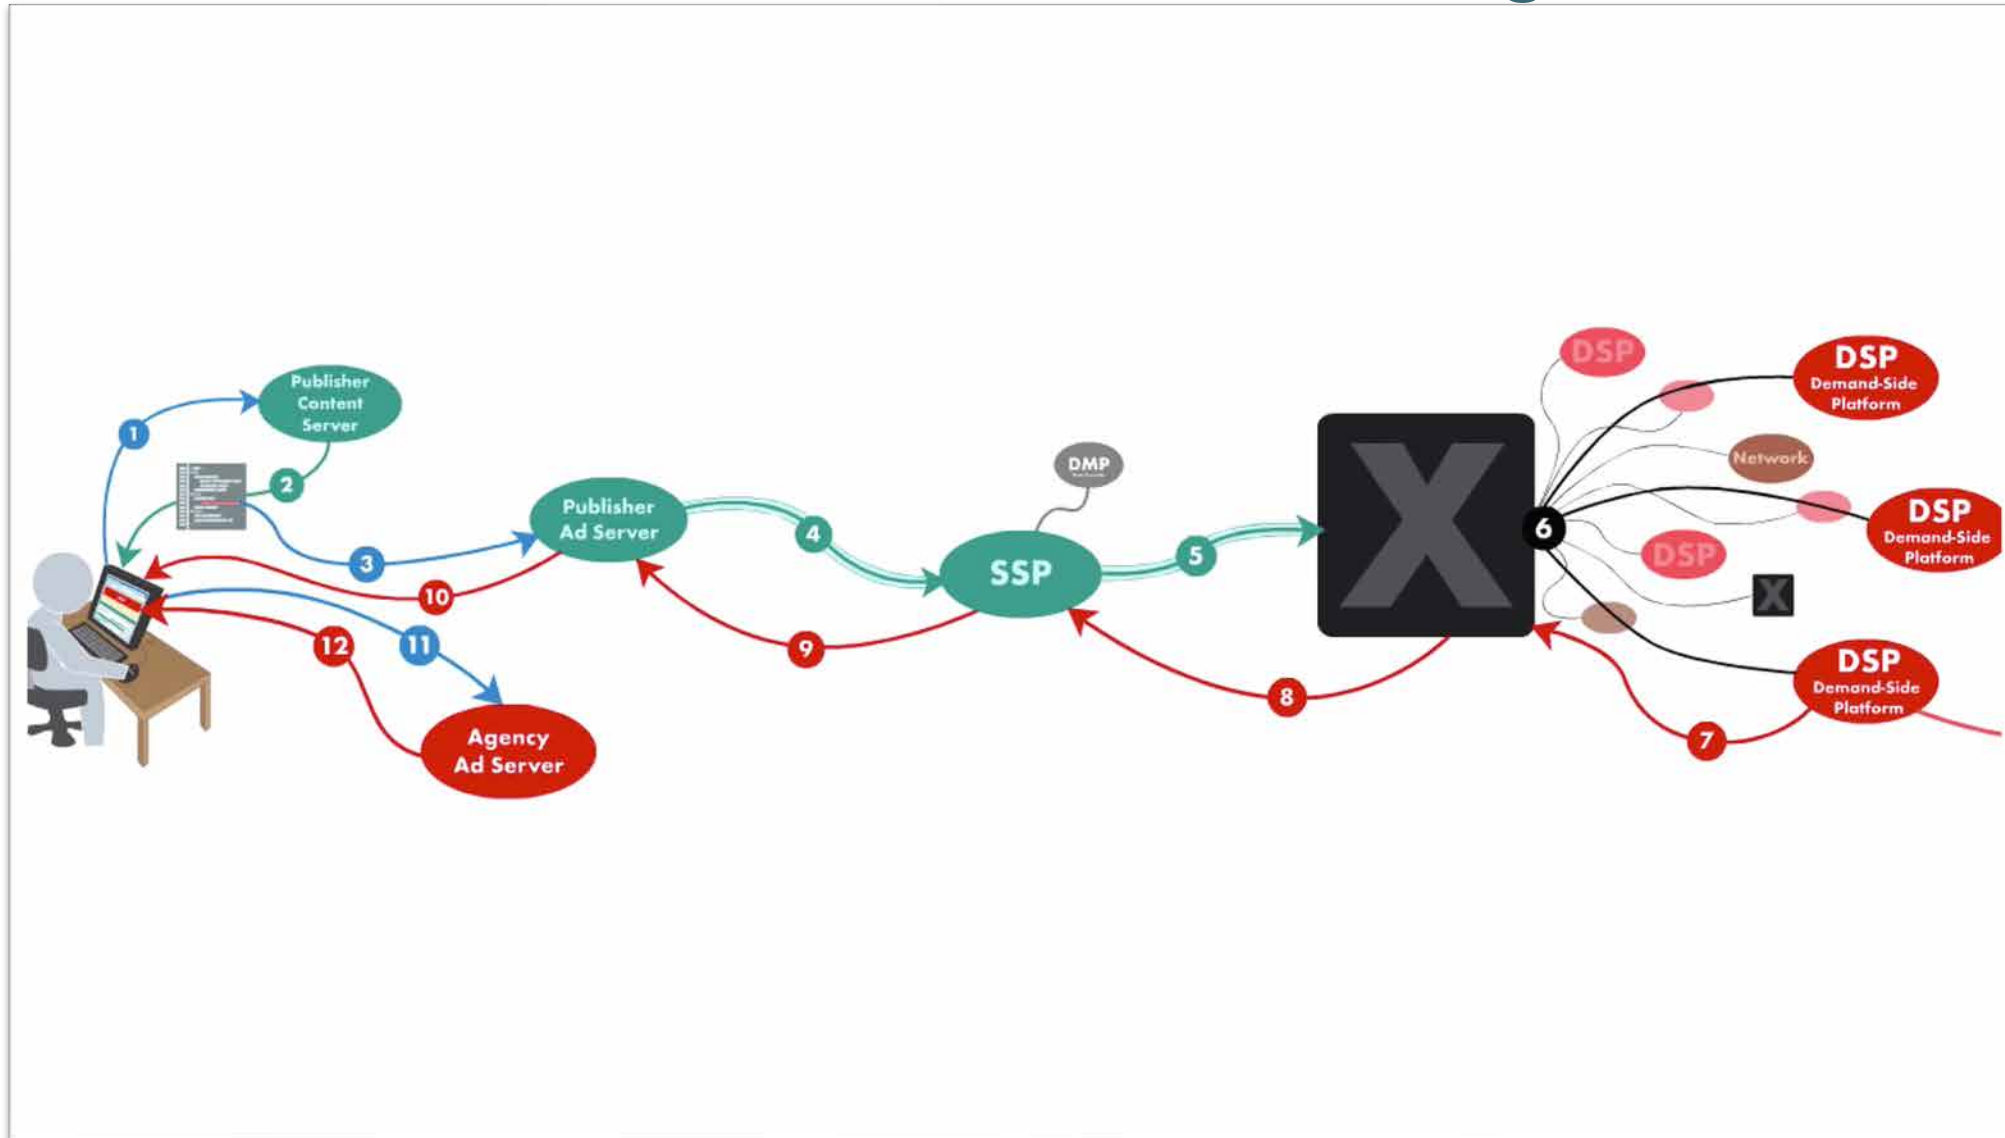 1
Publisher
Content
Server
2
3
Publisher
Ad Server
4
DMP
SSP
5
X
6
DSP
DSP
Demand-Side
Platform
Network
DSP
Demand-Side
Platform
DSP
X
DSP
Demand-Side
Platform
7
8
9
10
11
12
Agency
Ad Server